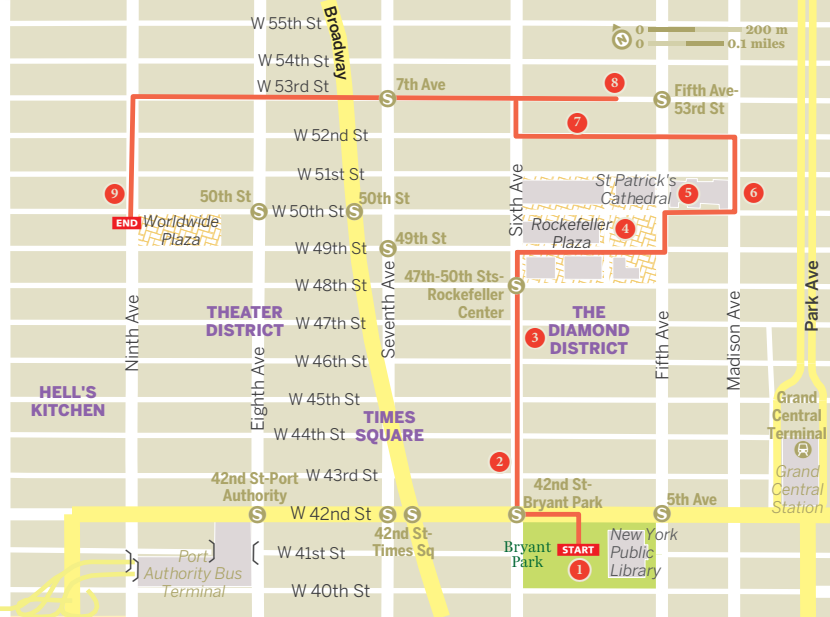 W 55th St
Broadway
0 200 m
0 0.1 miles
N
W 54th St
W 53rd St
S 7th Ave
8
S Fifth Ave-
53rd St
7
W 52nd St
W 51st St
Sixth Ave
St Patrick's
Cathedral
5
6
9
50th St
S
W 50th St
S
50th St
END
Worldwide
Plaza
Rockefeller
Plaza
4
W 49th St
S
49th St
W 48th St
47th-50th Sts-
Rockefeller
Center
S
Seventh Ave
Ninth Ave
Eighth Ave
Fifth Ave
Madison Ave
Park Ave
THEATER
DISTRICT
W 47th St
THE
DIAMOND
DISTRICT
3
W 46th St
HELL'S
KITCHEN
W 45th St
TIMES
SQUARE
W 44th St
Grand
Central
Terminal
Grand
Central
Station
2
W 43rd St
42nd St-Port
Authority
S
W 42nd St
S
S
42nd St-
Times Sq
42nd St-
Bryant Park
S
5th Ave
S
W 41st St
Port
Authority Bus
Terminal
Bryant
Park
START
1
New York
Public
Library
W 40th St